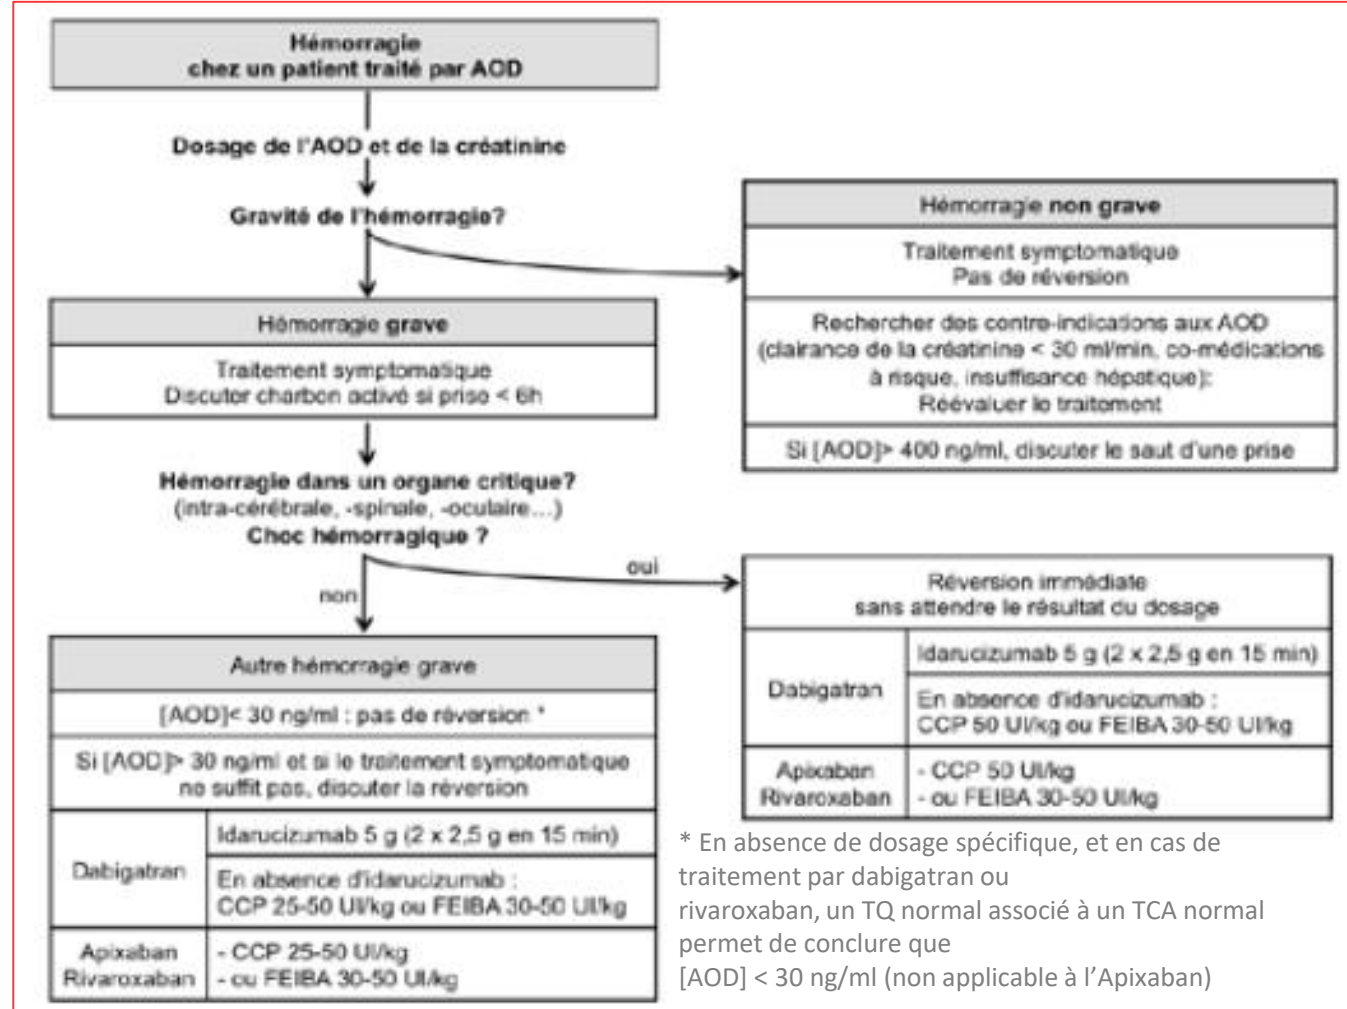 Hémorragie
chez un patient traité par AOD
Dosage de l'AOD et de la créatinine
Gravité de l'hémorragie?
Hémorragie non grave
Traitement symptomatique
Pas de réversion
Rechercher des contre-indications aux AOD
(clairance de la créatinine < 30 ml/min, co-médications
à risque, insuffisance hépatique):
Réévaluer le traitement
Si [AOD]> 400 ng/ml, discuter le saut d'une prise
Hémorragie grave
Traitement symptomatique
Discuter charbon activé si prise < 6h
Hémorragie dans un organe critique?
(intra-cérébrale, -spinale, -oculaire...)
Choc hémorragique ?
oui
non
Réversion immédiate
sans attendre le résultat du dosage
Dabigatran
Idarucizumab 5 g (2 x 2,5 g en 15 min)
En absence d'idarucizumab :
CCP 50 UI/kg ou FEIBA 30-50 UI/kg
Apixaban
Rivaroxaban
- CCP 50 UI/kg
- ou FEIBA 30-50 UI/kg
Autre hémorragie grave
[AOD]< 30 ng/ml : pas de réversion *
Si [AOD]> 30 ng/ml et si le traitement symptomatique
ne suffit pas, discuter la réversion
Dabigatran
Idarucizumab 5 g (2 x 2,5 g en 15 min)
En absence d'idarucizumab :
CCP 25-50 UI/kg ou FEIBA 30-50 UI/kg
Apixaban
Rivaroxaban
- CCP 25-50 UI/kg
- ou FEIBA 30-50 UI/kg
* En absence de dosage spécifique, et en cas de
traitement par dabigatran ou
rivaroxaban, un TQ normal associé à un TCA normal
permet de conclure que
[AOD] < 30 ng/ml (non applicable à l'Apixaban)